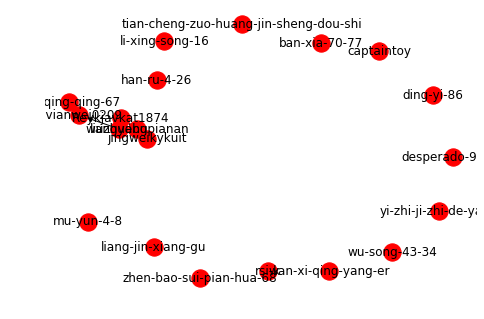 tian-cheng-zuo-huang-jin-sheng-dou-shi
li-xing-song-16
ban-xia-70-77
captaintoy
han-ru-4-26
ding-yi-86
qing-qing-67
jingweikykuit
desperado-9
mu-yun-4-8
yi-zhi-ji-zhi-de-ya
liang-jin-xiang-gu
wu-song-43-34
zhen-bao-sui-pian-hua-68